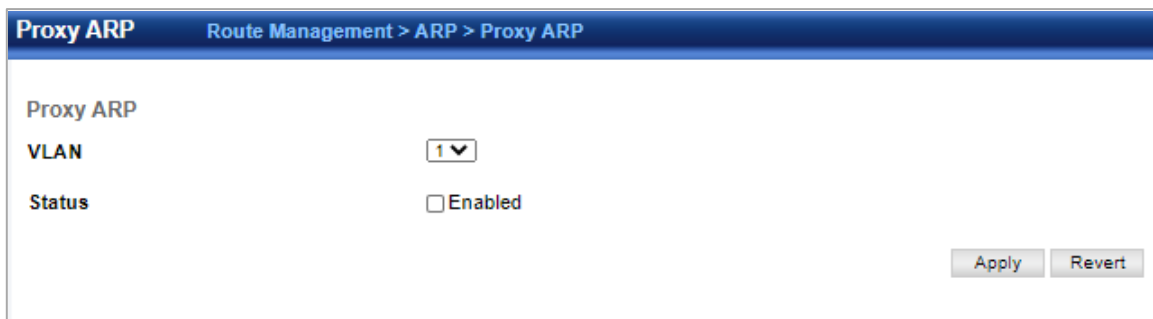 Proxy ARP Route Management > ARP > Proxy ARP
Proxy ARP
VLAN 1
Status Enabled
Apply Revert